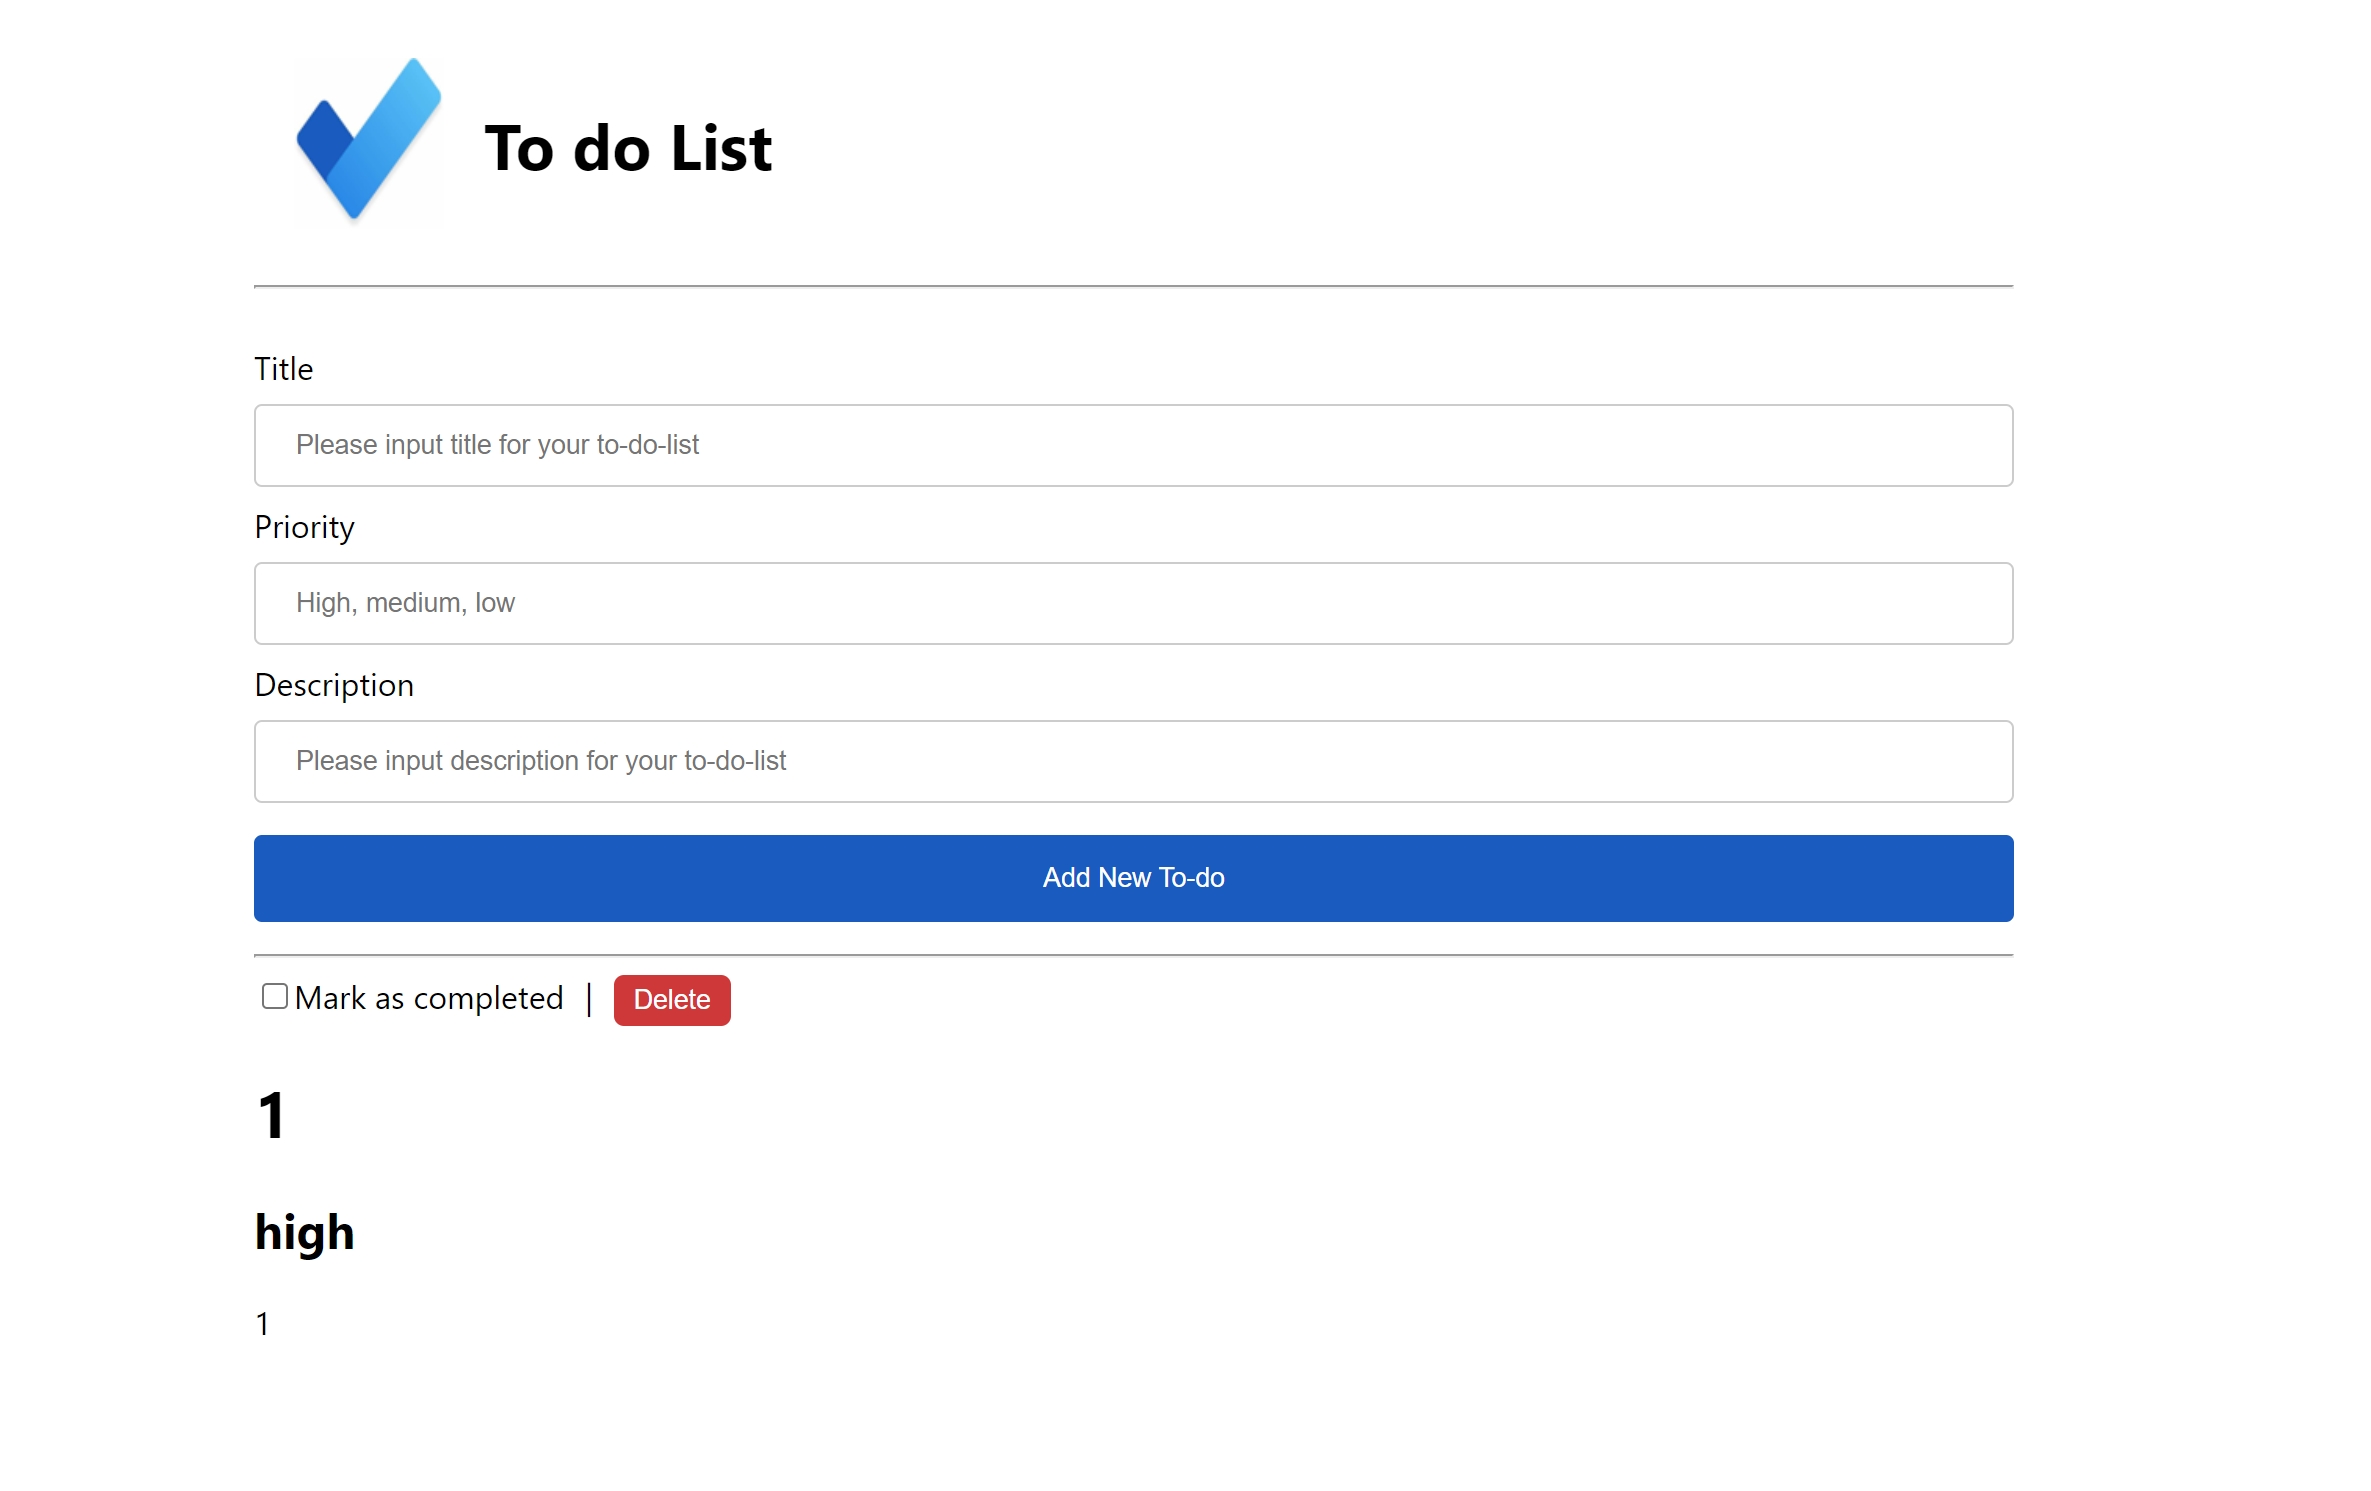 To do List
Title
Please input title for your to-do-list
Priority
High, medium, low
Description
Please input description for your to-do-list
Add New To-do
Mark as completed | Delete
1
high
1